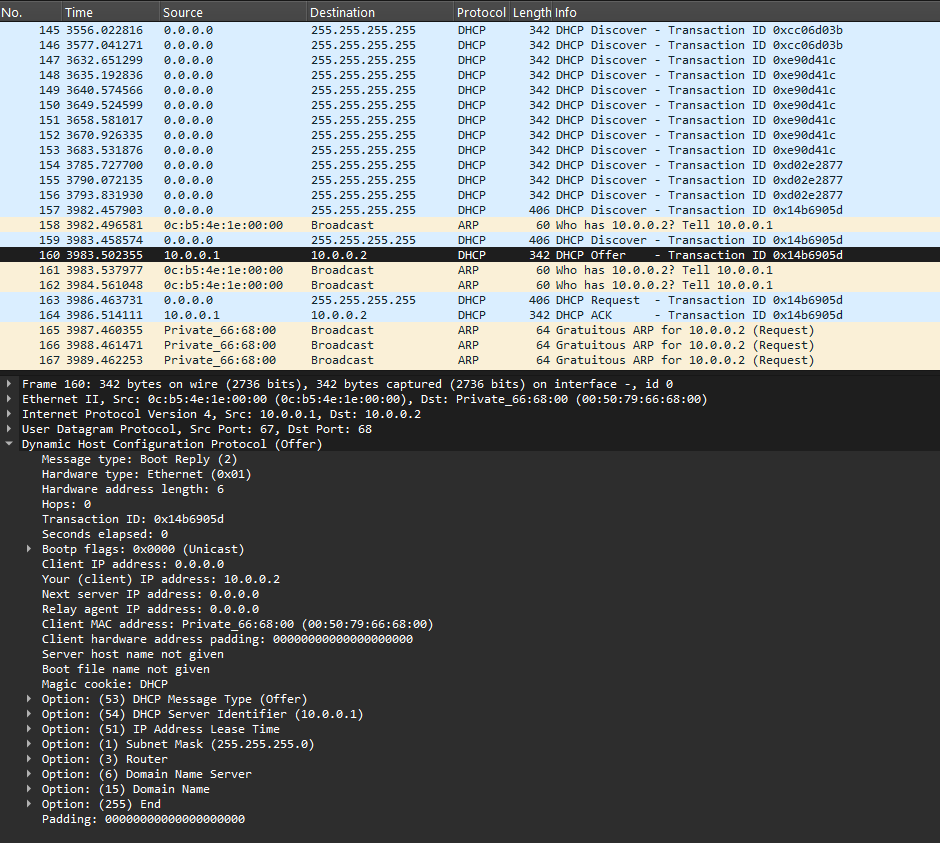 No. Time Source Destination Protocol Length Info
145 3556.022816 0.0.0.0 255.255.255.255 DHCP 342 DHCP Discover - Transaction ID 0xcc06d03b
146 3577.041271 0.0.0.0 255.255.255.255 DHCP 342 DHCP Discover - Transaction ID 0xcc06d03b
147 3632.651299 0.0.0.0 255.255.255.255 DHCP 342 DHCP Discover - Transaction ID 0xe90d41c
148 3635.192836 0.0.0.0 255.255.255.255 DHCP 342 DHCP Discover - Transaction ID 0xe90d41c
149 3640.574566 0.0.0.0 255.255.255.255 DHCP 342 DHCP Discover - Transaction ID 0xe90d41c
150 3649.524599 0.0.0.0 255.255.255.255 DHCP 342 DHCP Discover - Transaction ID 0xe90d41c
151 3658.581017 0.0.0.0 255.255.255.255 DHCP 342 DHCP Discover - Transaction ID 0xe90d41c
152 3670.926335 0.0.0.0 255.255.255.255 DHCP 342 DHCP Discover - Transaction ID 0xe90d41c
153 3683.531876 0.0.0.0 255.255.255.255 DHCP 342 DHCP Discover - Transaction ID 0xe90d41c
154 3785.727700 0.0.0.0 255.255.255.255 DHCP 342 DHCP Discover - Transaction ID 0xd02e2877
155 3790.072135 0.0.0.0 255.255.255.255 DHCP 342 DHCP Discover - Transaction ID 0xd02e2877
156 3793.831930 0.0.0.0 255.255.255.255 DHCP 342 DHCP Discover - Transaction ID 0xd02e2877
157 3982.457903 0.0.0.0 255.255.255.255 DHCP 406 DHCP Discover - Transaction ID 0x14b6905d
158 3982.496581 0c:b5:4e:1e:00:00 Broadcast ARP 60 Who has 10.0.0.2? Tell 10.0.0.1
159 3983.458574 0.0.0.0 255.255.255.255 DHCP 406 DHCP Discover - Transaction ID 0x14b6905d
160 3983.502355 10.0.0.1 10.0.0.2 DHCP 342 DHCP Offer - Transaction ID 0x14b6905d
161 3983.537977 0c:b5:4e:1e:00:00 Broadcast ARP 60 Who has 10.0.0.2? Tell 10.0.0.1
162 3984.561048 0c:b5:4e:1e:00:00 Broadcast ARP 60 Who has 10.0.0.2? Tell 10.0.0.1
163 3986.463731 0.0.0.0 255.255.255.255 DHCP 406 DHCP Request - Transaction ID 0x14b6905d
164 3986.514111 10.0.0.1 10.0.0.2 DHCP 342 DHCP ACK - Transaction ID 0x14b6905d
165 3987.460355 Private_66:68:00 Broadcast ARP 64 Gratuitous ARP for 10.0.0.2 (Request)
166 3988.461471 Private_66:68:00 Broadcast ARP 64 Gratuitous ARP for 10.0.0.2 (Request)
167 3989.462253 Private_66:68:00 Broadcast ARP 64 Gratuitous ARP for 10.0.0.2 (Request)
Frame 160: 342 bytes on wire (2736 bits), 342 bytes captured (2736 bits) on interface -, id 0
Ethernet II, Src: 0c:b5:4e:1e:00:00 (0c:b5:4e:1e:00:00), Dst: Private_66:68:00 (00:50:79:66:68:00)
Internet Protocol Version 4, Src: 10.0.0.1, Dst: 10.0.0.2
User Datagram Protocol, Src Port: 67, Dst Port: 68
Dynamic Host Configuration Protocol (Offer)
Message type: Boot Reply (2)
Hardware type: Ethernet (0x01)
Hardware address length: 6
Hops: 0
Transaction ID: 0x14b6905d
Seconds elapsed: 0
Bootp flags: 0x0000 (Unicast)
Client IP address: 0.0.0.0
Your (client) IP address: 10.0.0.2
Next server IP address: 0.0.0.0
Relay agent IP address: 0.0.0.0
Client MAC address: Private_66:68:00 (00:50:79:66:68:00)
Client hardware address padding: 00000000000000000000
Server host name not given
Boot file name not given
Magic cookie: DHCP
Option: (53) DHCP Message Type (Offer)
Option: (54) DHCP Server Identifier (10.0.0.1)
Option: (51) IP Address Lease Time
Option: (1) Subnet Mask (255.255.255.0)
Option: (3) Router
Option: (6) Domain Name Server
Option: (15) Domain Name
Option: (255) End
Padding: 00000000000000000000